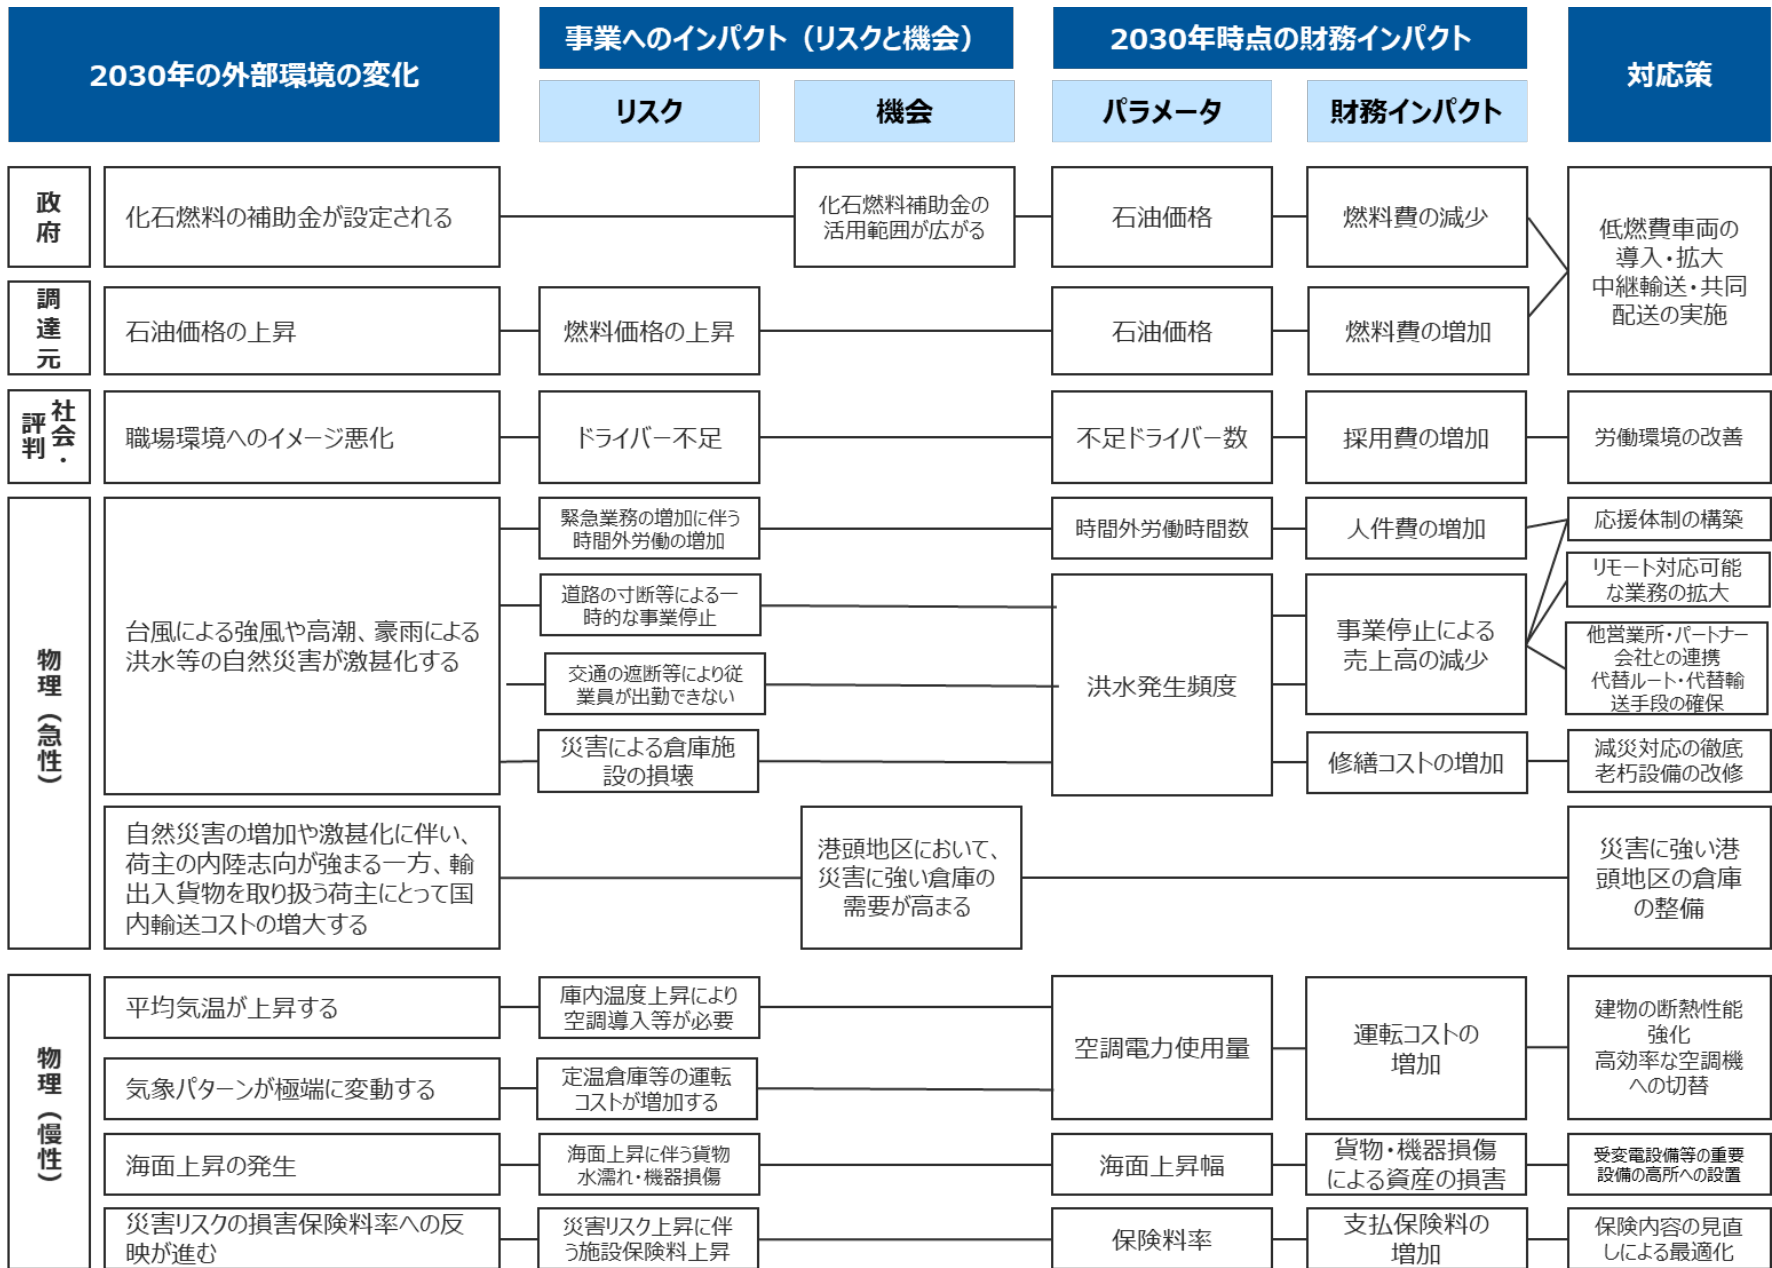 2030年の外部環境の変化
事業へのインパクト（リスクと機会）
2030年時点の財務インパクト
対応策
リスク
機会
パラメータ
財務インパクト
政府
化石燃料の補助金が設定される
化石燃料補助金の
活用範囲が広がる
石油価格
燃料費の減少
低燃費車両の
導入・拡大
中継輸送・共同
配送の実施
調達元
石油価格の上昇
燃料価格の上昇
石油価格
燃料費の増加
社会・
評判
職場環境へのイメージ悪化
ドライバー不足
不足ドライバー数
採用費の増加
労働環境の改善
物理（急性）
台風による強風や高潮、豪雨による
洪水等の自然災害が激甚化する
緊急業務の増加に伴う
時間外労働の増加
時間外労働時間数
人件費の増加
応援体制の構築
道路の寸断等による一
時的な事業停止
交通の遮断等により従
業員が出勤できない
災害による倉庫施
設の損壊
洪水発生頻度
事業停止による
売上高の減少
修繕コストの増加
リモート対応可能
な業務の拡大
他営業所・パートナー
会社との連携
代替ルート・代替輸
送手段の確保
減災対応の徹底
老朽設備の改修
自然災害の増加や激甚化に伴い、
荷主の内陸志向が強まる一方、輸
出入貨物を取り扱う荷主にとって国
内輸送コストの増大する
港頭地区において、
災害に強い倉庫の
需要が高まる
災害に強い港
頭地区の倉庫
の整備
物理（慢性）
平均気温が上昇する
庫内温度上昇により
空調導入等が必要
気象パターンが極端に変動する
定温倉庫等の運転
コストが増加する
空調電力使用量
運転コストの
増加
建物の断熱性能
強化
高効率な空調機
への切替
海面上昇の発生
海面上昇に伴う貨物
水濡れ・機器損傷
海面上昇幅
貨物・機器損傷
による資産の損害
受変電設備等の重要
設備の高所への設置
災害リスクの損害保険料率への反
映が進む
災害リスク上昇に伴
う施設保険料上昇
保険料率
支払保険料の
増加
保険内容の見直
しによる最適化